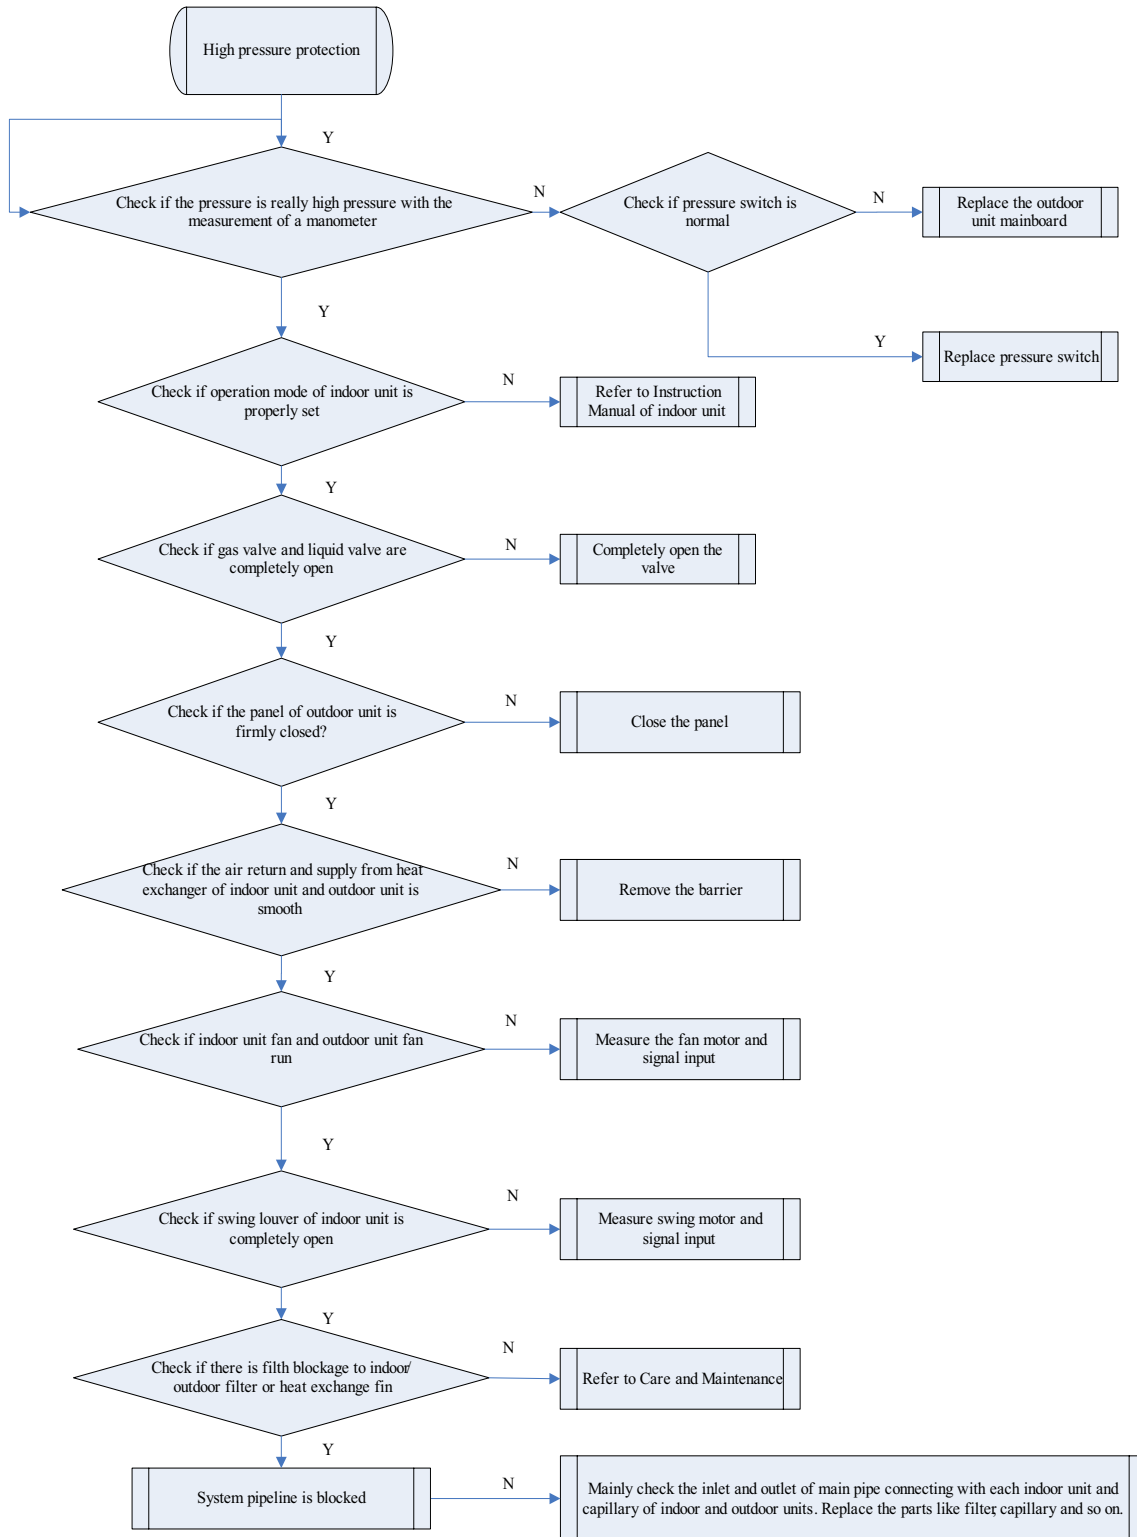 High pressure protection
Y
Check if the pressure is really high pressure with the
measurement of a manometer
N
Check if pressure switch is
normal
N
Replace the outdoor
unit mainboard
Y
Replace pressure switch
Y
Check if operation mode of indoor unit is
properly set
N
Refer to Instruction
Manual of indoor unit
Y
Check if gas valve and liquid valve are
completely open
N
Completely open the
valve
Y
Check if the panel of outdoor unit is
firmly closed?
N
Close the panel
Y
Check if the air return and supply from heat
exchanger of indoor unit and outdoor unit is
smooth
N
Remove the barrier
Y
Check if indoor unit fan and outdoor unit fan
run
N
Measure the fan motor and
signal input
Y
Check if swing louver of indoor unit is
completely open
N
Measure swing motor and
signal input
Y
Check if there is filth blockage to indoor/
outdoor filter or heat exchange fin
N
Refer to Care and Maintenance
Y
System pipeline is blocked
N
Mainly check the inlet and outlet of main pipe connecting with each indoor unit and
capillary of indoor and outdoor units. Replace the parts like filter, capillary and so on.